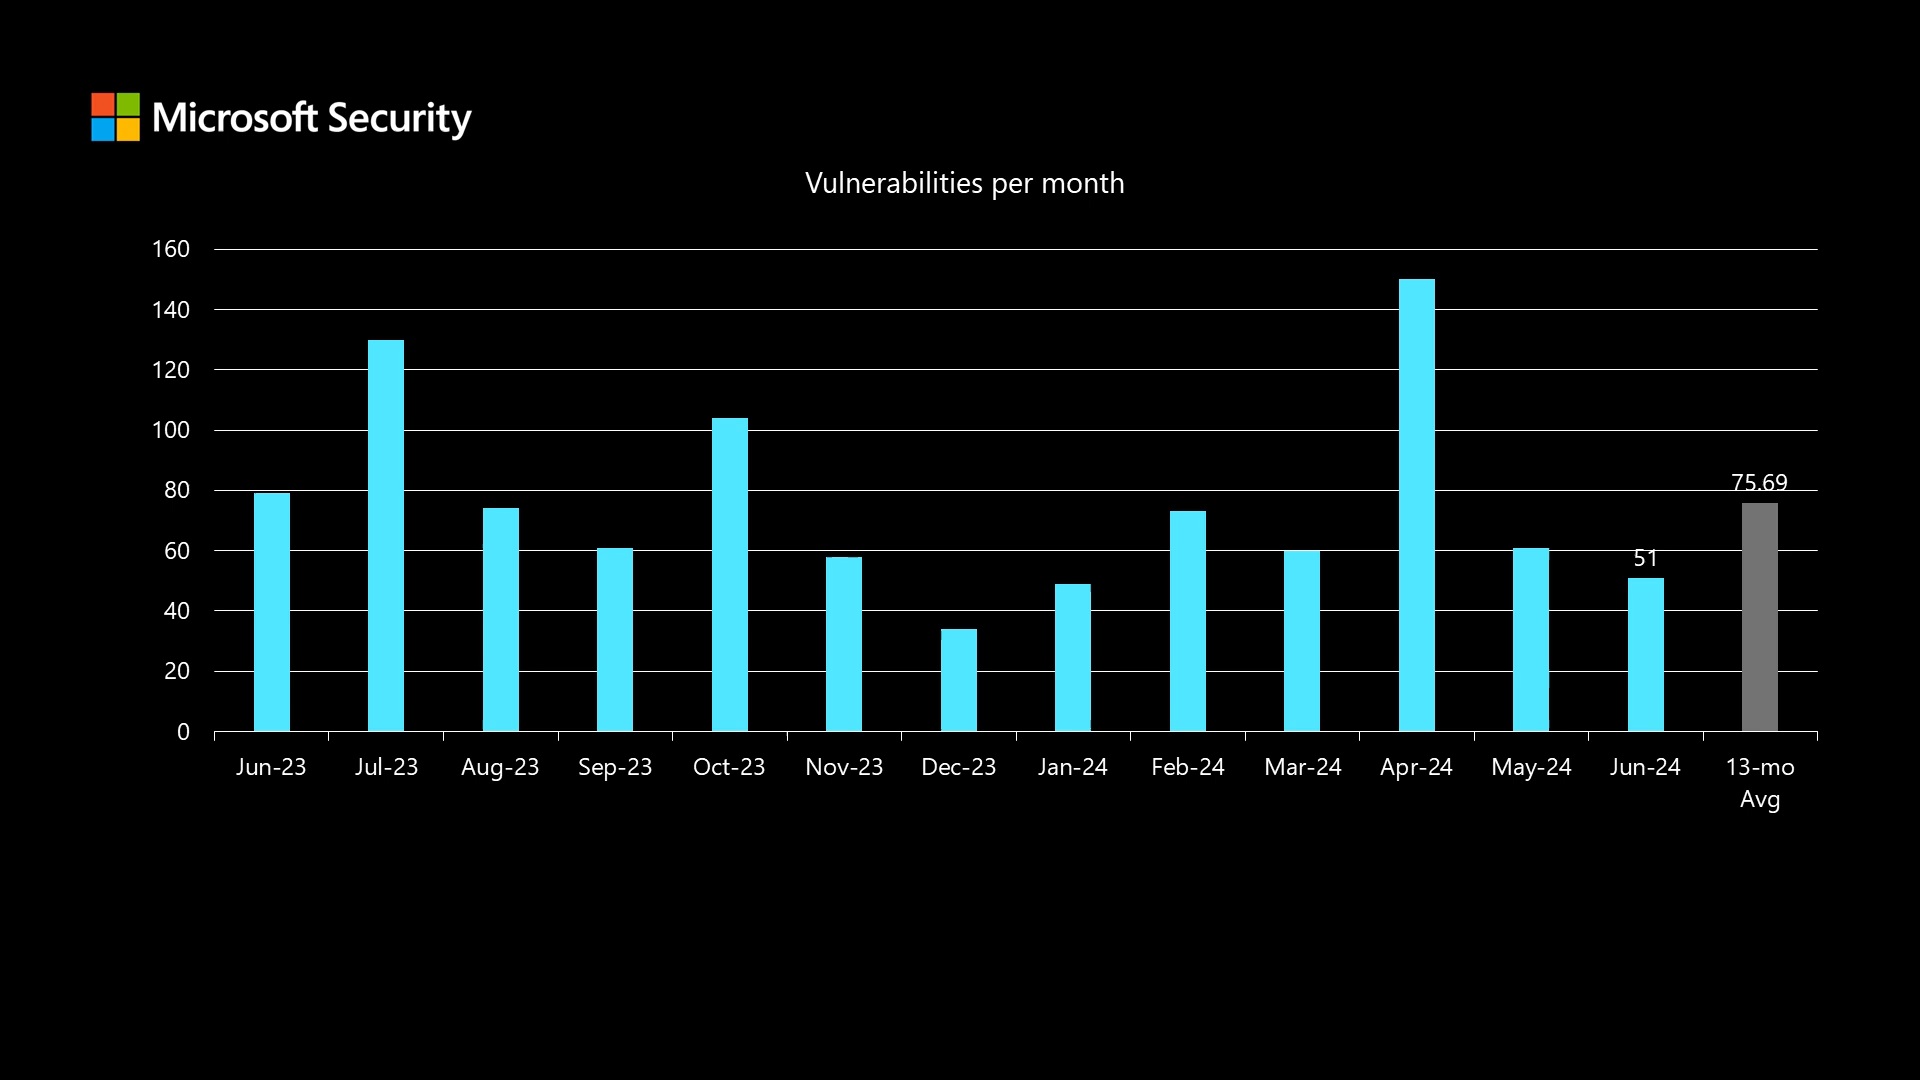 Microsoft Security
Vulnerabilities per month
160
140
120
100
80
60
40
20
0
75.69
51
Jun-23 Jul-23 Aug-23 Sep-23 Oct-23 Nov-23 Dec-23 Jan-24 Feb-24 Mar-24 Apr-24 May-24 Jun-24 13-mo
Avg